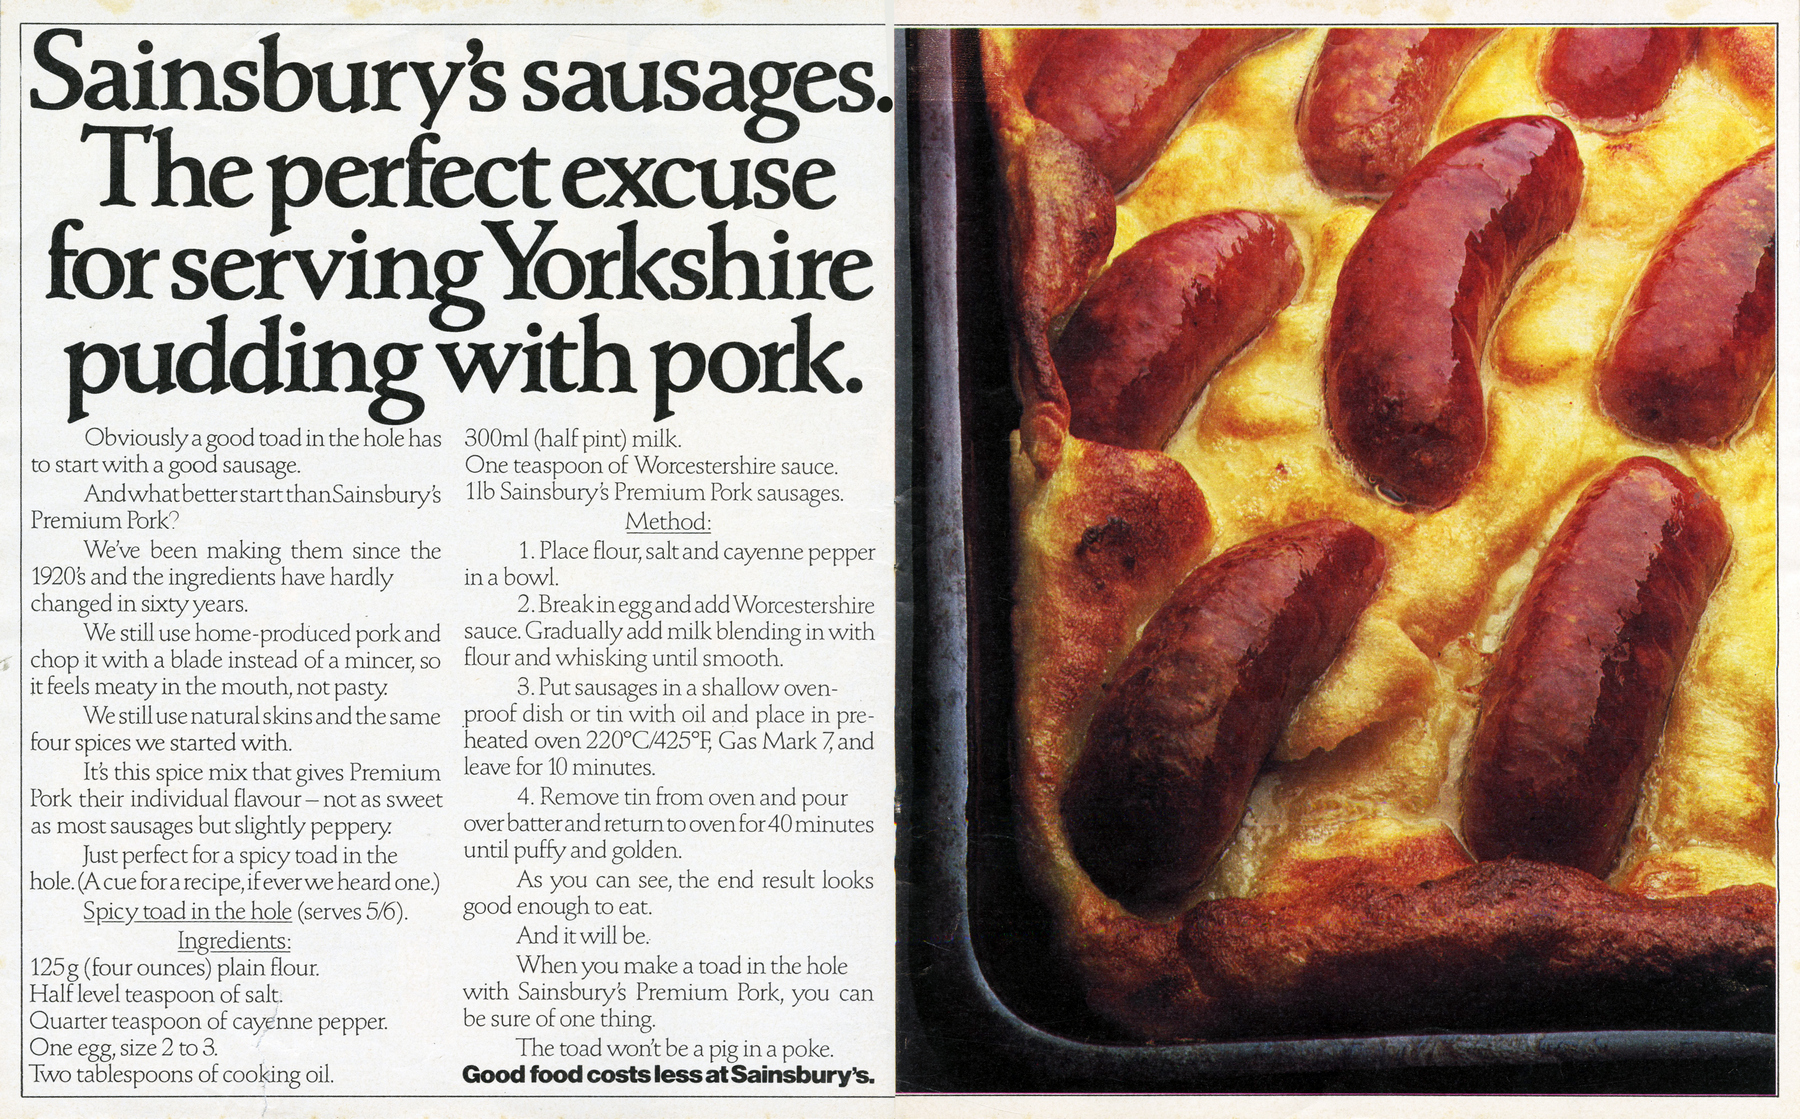 Sainsbury's sausages.
The perfect excuse
for serving Yorkshire
pudding with pork.
Obviously a good toad in the hole has
to start with a good sausage.
And what better start than Sainsbury's
Premium Pork?
We've been making them since the
1920's and the ingredients have hardly
changed in sixty years.
We still use home-produced pork and
chop it with a blade instead of a mincer, so
it feels meaty in the mouth, not pasty.
We still use natural skins and the same
four spices we started with.
It's this spice mix that gives Premium
Pork their individual flavour – not as sweet
as most sausages but slightly peppery.
Just perfect for a spicy toad in the
hole. (A cue for a recipe, if ever we heard one.)
Spicy toad in the hole (serves 5/6).
Ingredients:
125g (four ounces) plain flour.
Half level teaspoon of salt.
Quarter teaspoon of cayenne pepper.
One egg, size 2 to 3.
Two tablespoons of cooking oil.
300ml (half pint) milk.
One teaspoon of Worcestershire sauce.
1lb Sainsbury's Premium Pork sausages.
Method:
1. Place flour, salt and cayenne pepper
in a bowl.
2. Break in egg and add Worcestershire
sauce. Gradually add milk blending in with
flour and whisking until smooth.
3. Put sausages in a shallow oven-
proof dish or tin with oil and place in pre-
heated oven 220°C/425°F, Gas Mark 7, and
leave for 10 minutes.
4. Remove tin from oven and pour
over batter and return to oven for 40 minutes
until puffy and golden.
As you can see, the end result looks
good enough to eat.
And it will be.
When you make a toad in the hole
with Sainsbury's Premium Pork, you can
be sure of one thing.
The toad won't be a pig in a poke.
Good food costs less at Sainsbury's.